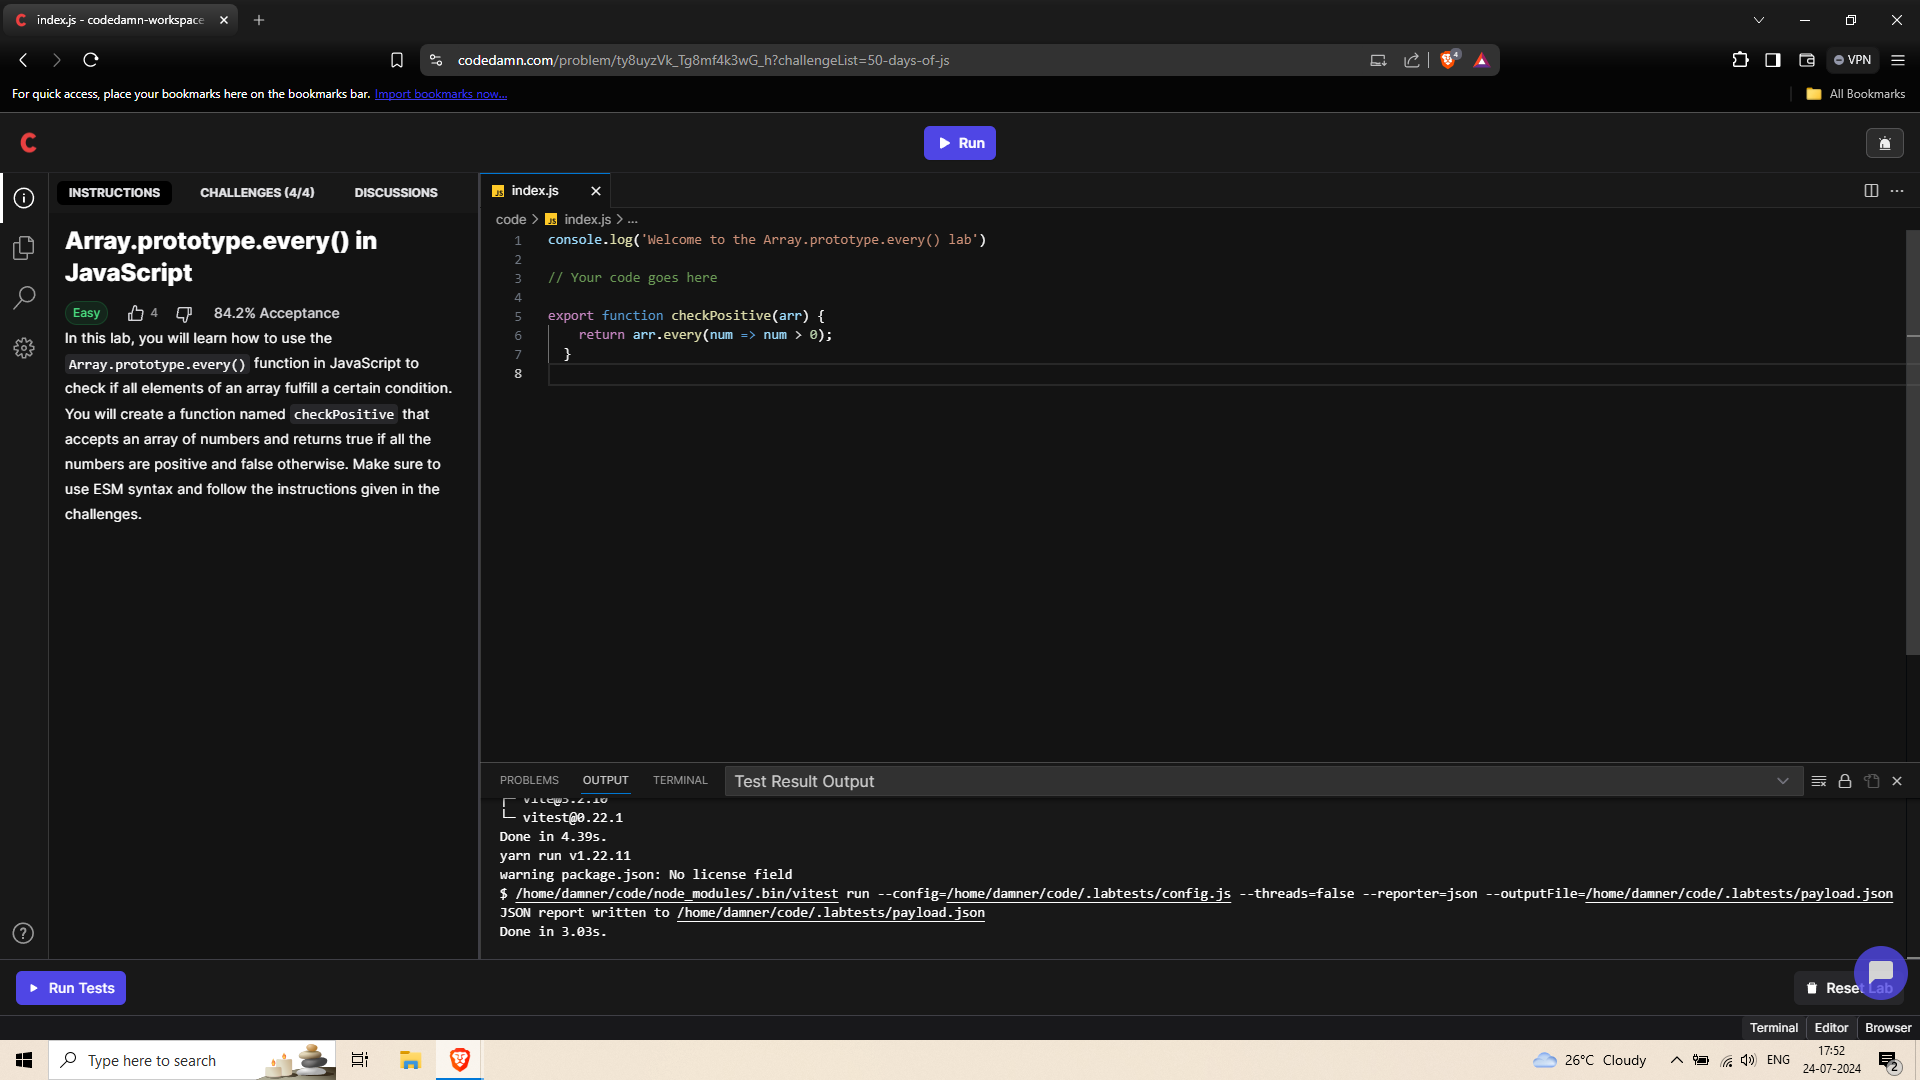 index.js - codedamn-workspace
codedamn.com/problem/ty8uyzVk_Tg8mf4k3wG_h?challengeList=50-days-of-js
4
VPN
For quick access, place your bookmarks here on the bookmarks bar. Import bookmarks now...
All Bookmarks
Run
INSTRUCTIONS
CHALLENGES (4/4)
DISCUSSIONS
Array.prototype.every() in
JavaScript
Easy
4
84.2% Acceptance
In this lab, you will learn how to use the
Array.prototype.every() function in JavaScript to
check if all elements of an array fulfill a certain condition.
You will create a function named checkPositive that
accepts an array of numbers and returns true if all the
numbers are positive and false otherwise. Make sure to
use ESM syntax and follow the instructions given in the
challenges.
JS index.js
code > JS index.js > ...
1 console.log('Welcome to the Array.prototype.every() lab')
2
3 // Your code goes here
4
5 export function checkPositive(arr) {
6 return arr.every(num => num > 0);
7 }
8
PROBLEMS
OUTPUT
TERMINAL
Test Result Output
├─ vite@3.2.10
└─ vitest@0.22.1
Done in 4.39s.
yarn run v1.22.11
warning package.json: No license field
$ /home/damner/code/node_modules/.bin/vitest run --config=/home/damner/code/.labtests/config.js --threads=false --reporter=json --outputFile=/home/damner/code/.labtests/payload.json
JSON report written to /home/damner/code/.labtests/payload.json
Done in 3.03s.
Run Tests
Reset Lab
Terminal
Editor
Browser
Type here to search
26°C Cloudy
ENG
17:52
24-07-2024
2